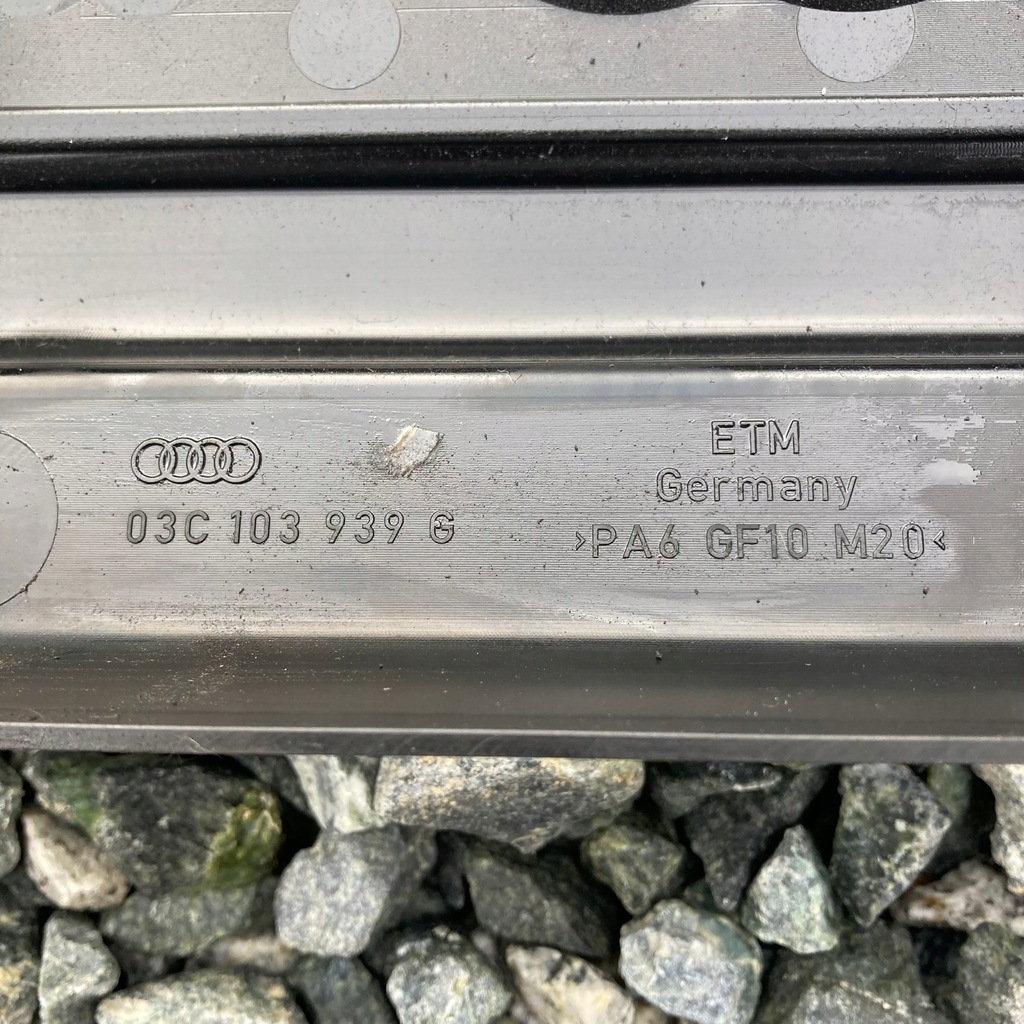 03C 103 939 G
ETM
Germany
>PA6 GF10 M20<